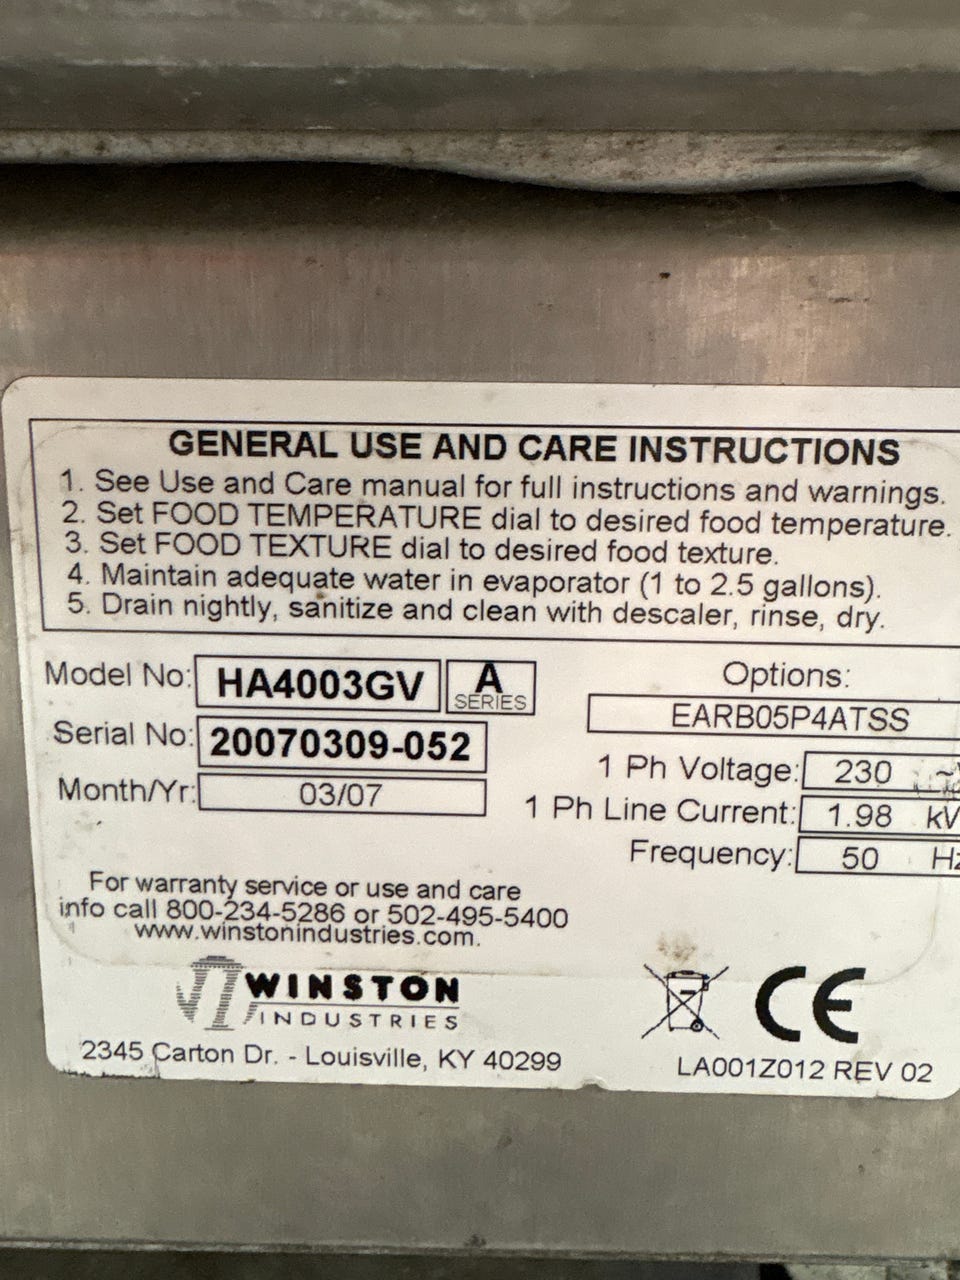 GENERAL USE AND CARE INSTRUCTIONS
1. See Use and Care manual for full instructions and warnings.
2. Set FOOD TEMPERATURE dial to desired food temperature.
3. Set FOOD TEXTURE dial to desired food texture.
4. Maintain adequate water in evaporator (1 to 2.5 gallons).
5. Drain nightly, sanitize and clean with descaler, rinse, dry.
Model No: HA4003GV A SERIES
Serial No: 20070309-052
Month/Yr: 03/07
Options:
EARB05P4ATSS
1 Ph Voltage: 230 ~
1 Ph Line Current: 1.98 kV
Frequency: 50 Hz
For warranty service or use and care
info call 800-234-5286 or 502-495-5400
www.winstonindustries.com.
WINSTON
INDUSTRIES
2345 Carton Dr. - Louisville, KY 40299
CE
LA001Z012 REV 02